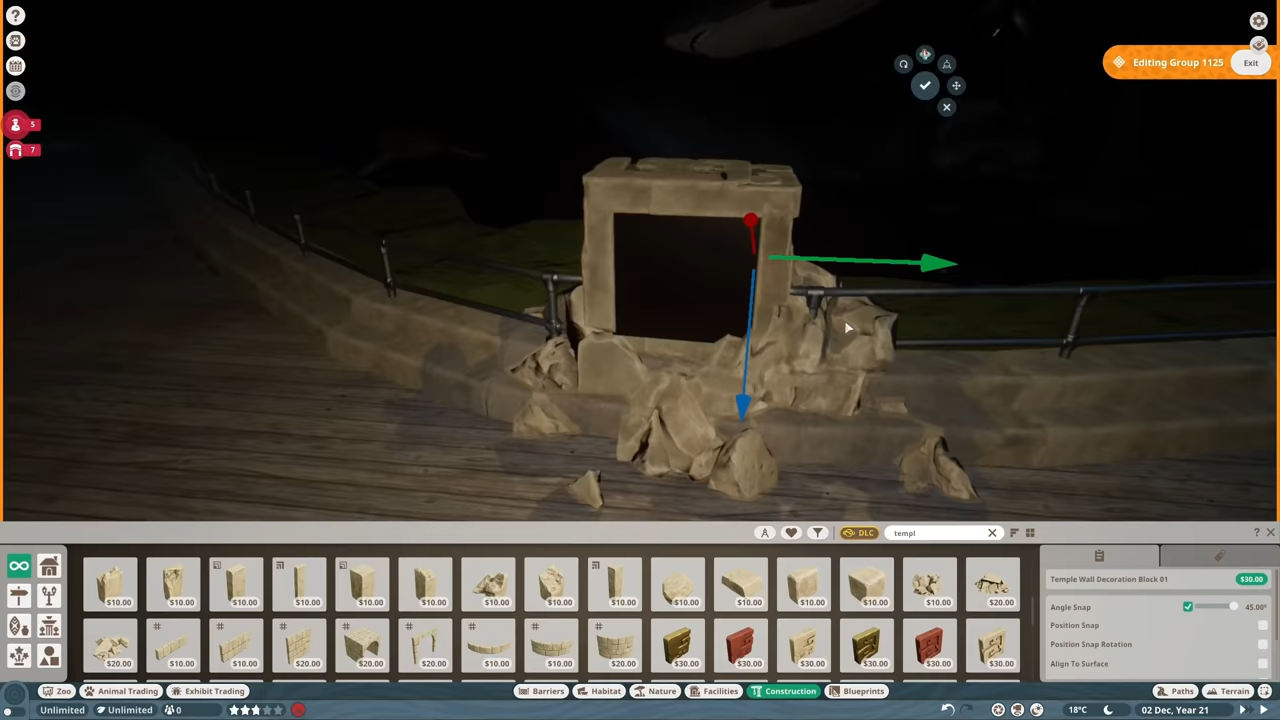 ?
Editing Group 1125
Exit
5
7
DLC
templ
?
$10.00
$10.00
$10.00
$10.00
$10.00
$10.00
$10.00
$10.00
$10.00
$10.00
$10.00
$10.00
$10.00
$10.00
$20.00
Temple Wall Decoration Block 01
$30.00
Angle Snap
45.00°
Position Snap
Position Snap Rotation
Align To Surface
$20.00
$10.00
$10.00
$20.00
$20.00
$20.00
$10.00
$10.00
$20.00
$30.00
$30.00
$30.00
$30.00
$30.00
$30.00
Zoo
Animal Trading
Exhibit Trading
Barriers
Habitat
Nature
Facilities
Construction
Blueprints
Paths
Terrain
Unlimited
Unlimited
0
18°C
02 Dec, Year 21